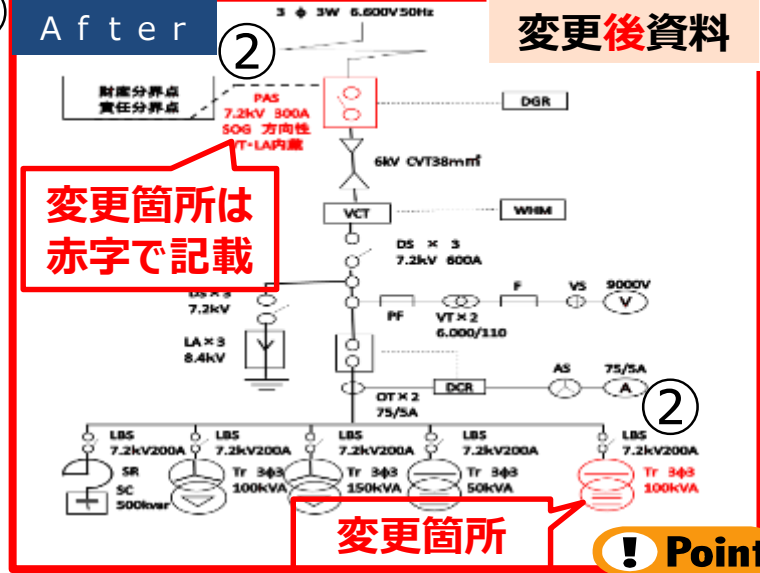 After
②
3 φ 3W 6.600V50Hz
変更後資料
財産分界点
責任分界点
PAS
7.2kV 300A
SOG 方向性
VT・LA内蔵
DGR
6kV CVT38m㎡
変更箇所は
赤字で記載
VCT
WHM
DS × 3
7.2kV 600A
DS×3
7.2kV
PF
VT×2
6.000/110
F
VS
9000V
V
LA×3
8.4kV
OT×2
75/5A
DCR
AS
75/5A
A
②
LBS
7.2kV200A
SR
SC
500kvar
LBS
7.2kV200A
Tr 3φ3
100kVA
LBS
7.2kV200A
Tr 3φ3
150kVA
LBS
7.2kV200A
Tr 3φ3
50kVA
LBS
7.2kV200A
Tr 3φ3
100kVA
変更箇所
! Point